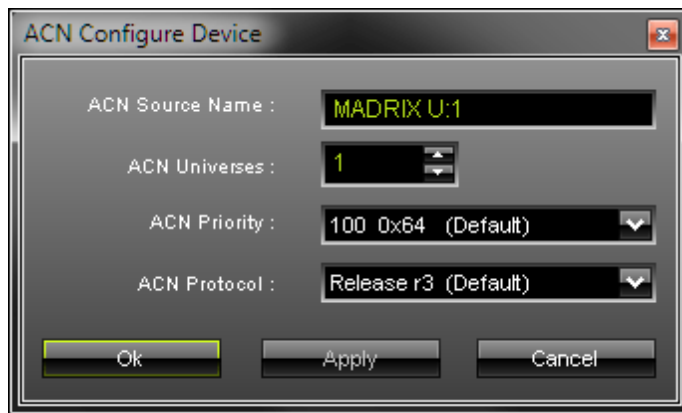 ACN Configure Device
ACN Source Name : MADRIX U:1
ACN Universes : 1
ACN Priority : 100 0x64 (Default)
ACN Protocol : Release r3 (Default)
Ok Apply Cancel